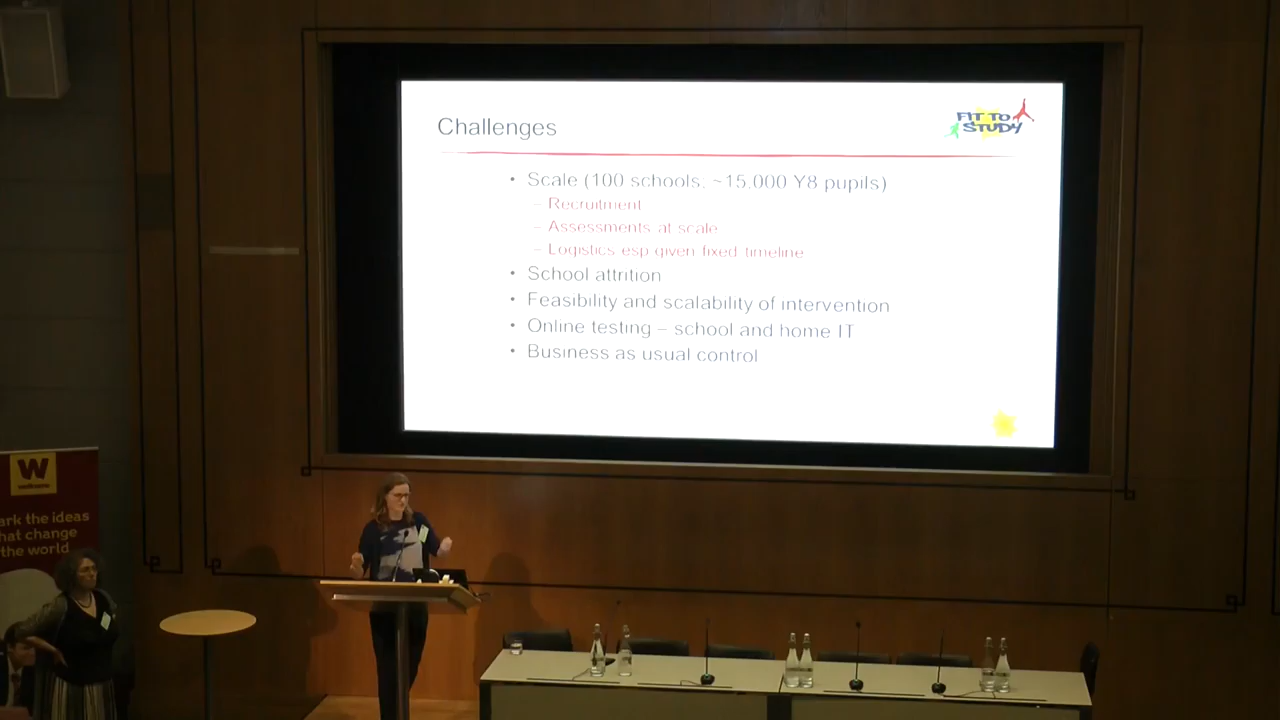 Challenges
FIT TO
STUDY
• Scale (100 schools, ~15,000 Y8 pupils)
– Recruitment
– Assessments at scale
– Logistics esp given fixed timeline
• School attrition
• Feasibility and scalability of intervention
• Online testing – school and home IT
• Business as usual control
W
wellcome
ark the ideas
hat change
the world